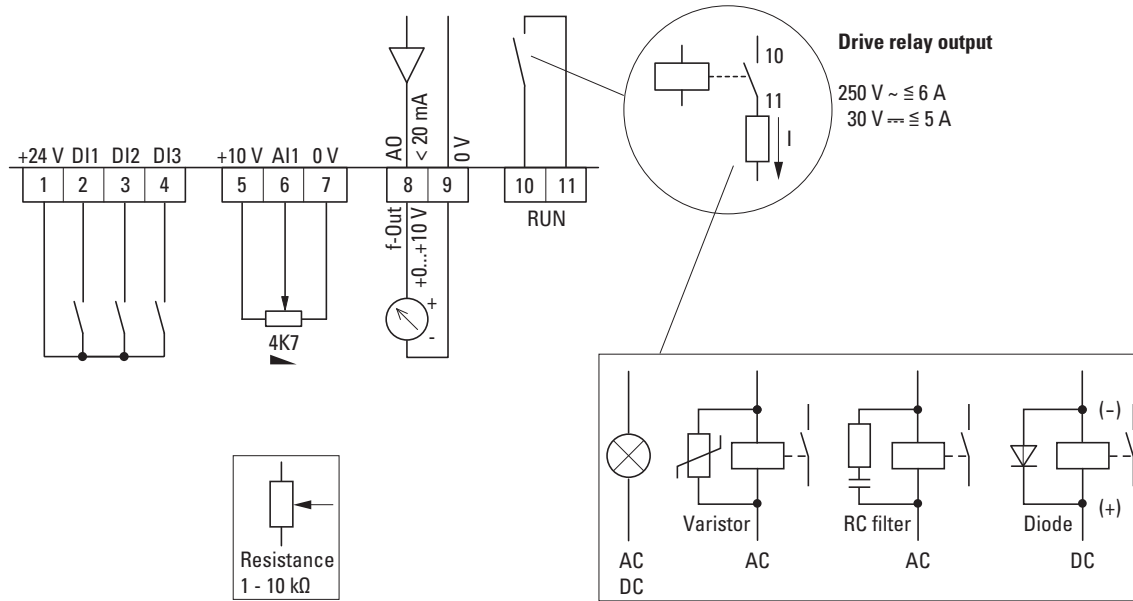 Drive relay output
10
11
I
250 V ~ ≦ 6 A
30 V ⎓ ≦ 5 A
AO
< 20 mA
0 V
+24 V DI1 DI2 DI3
+10 V AI1 0 V
1 2 3 4
5 6 7
8 9
10 11
RUN
f-Out
+0...+10 V
+
-
4K7
Resistance
1 - 10 kΩ
(–)
(+)
Varistor
RC filter
Diode
AC
DC
AC
AC
DC